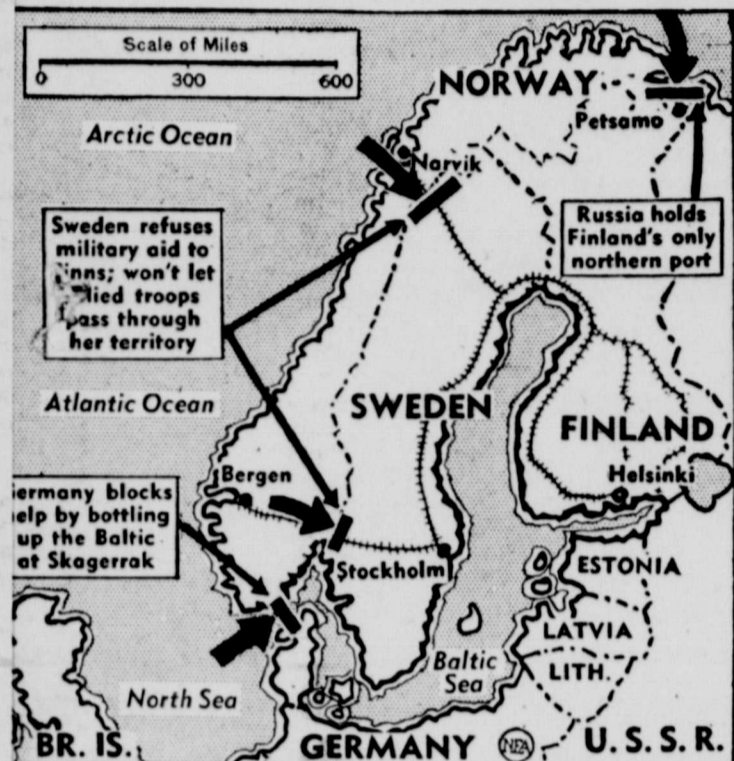 Scale of Miles
0 300 600
NORWAY
Petsamo
Arctic Ocean
Narvik
Sweden refuses
military aid to
inns; won't let
lied troops
pass through
her territory
Russia holds
Finland's only
northern port
Atlantic Ocean
SWEDEN
FINLAND
Bergen
Helsinki
ermany blocks
elp by bottling
up the Baltic
at Skagerrak
Stockholm
ESTONIA
LATVIA
LITH.
Baltic
Sea
North Sea
BR. IS.
GERMANY
NEA
U. S. S. R.